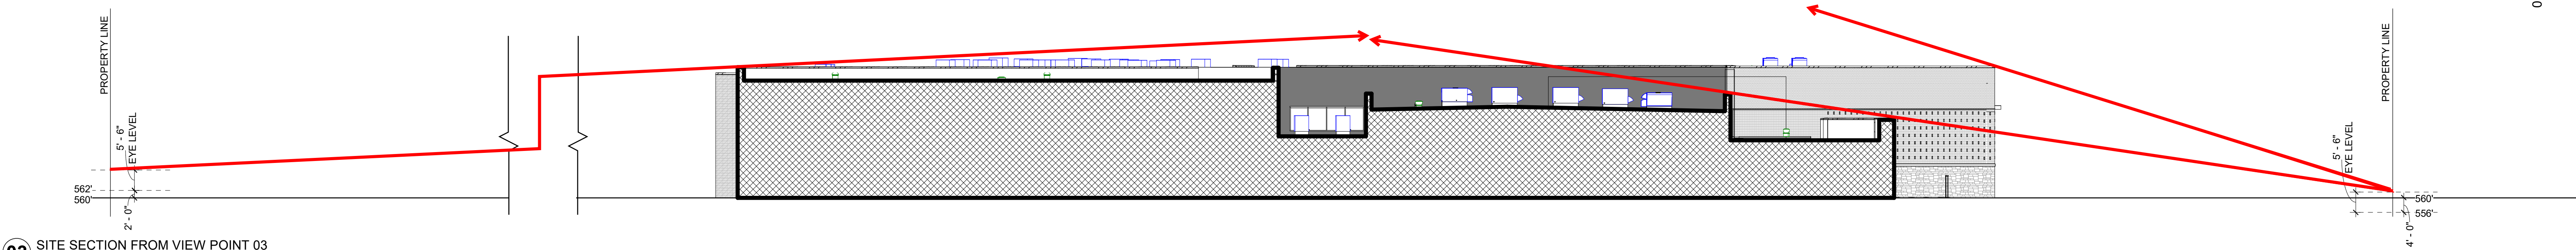 PROPERTY LINE
5' - 6"
EYE LEVEL
562'
560'
2' - 0"
PROPERTY LINE
5' - 6"
EYE LEVEL
560'
556'
4' - 0"
0
03 SITE SECTION FROM VIEW POINT 03